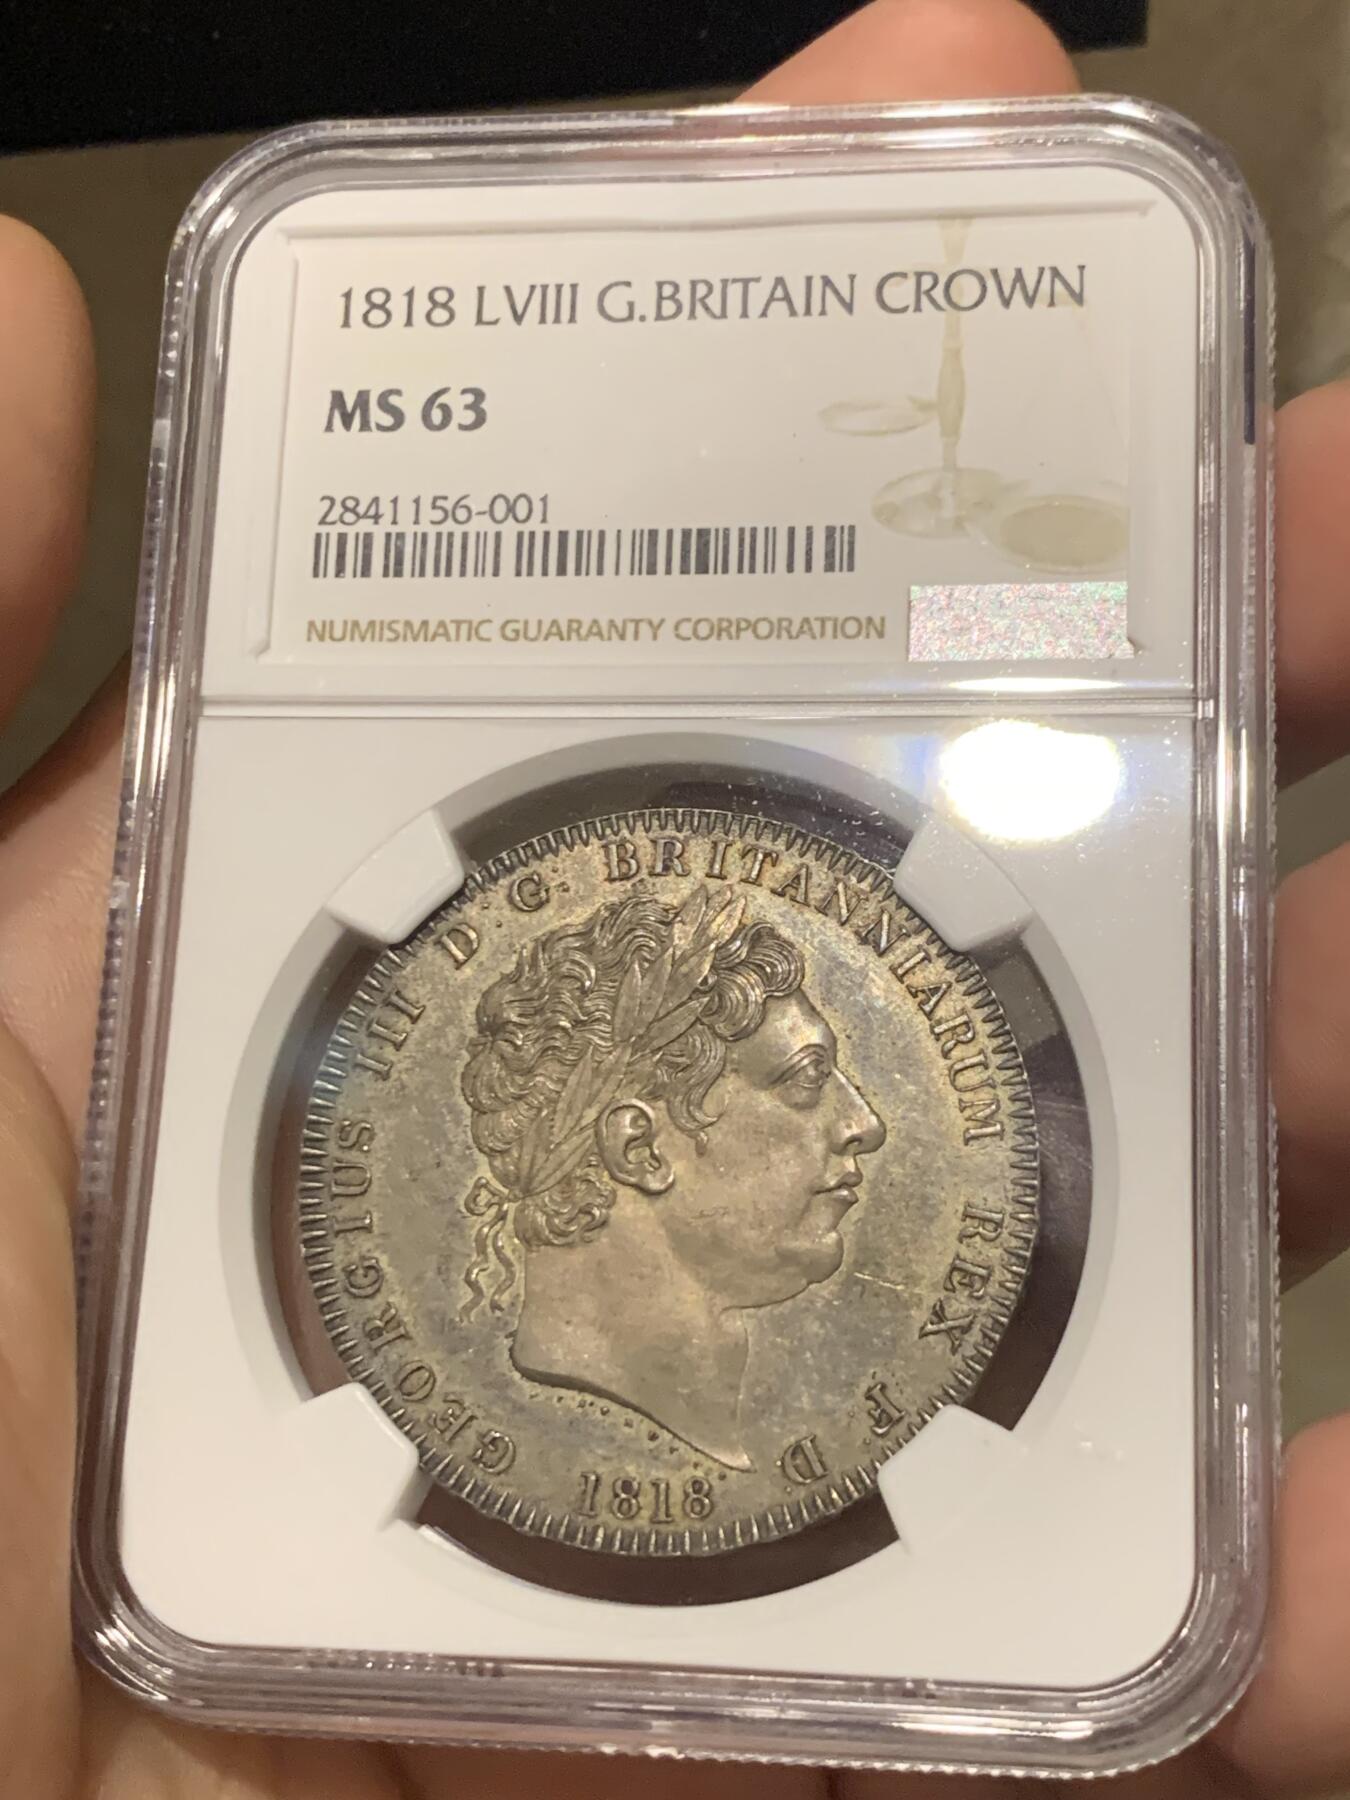 1818 LVIII G.BRITAIN CROWN
MS 63
2841156-001
NUMISMATIC GUARANTY CORPORATION
GEORGIUS III D: G: BRITANNIARUM REX F: D:
1818